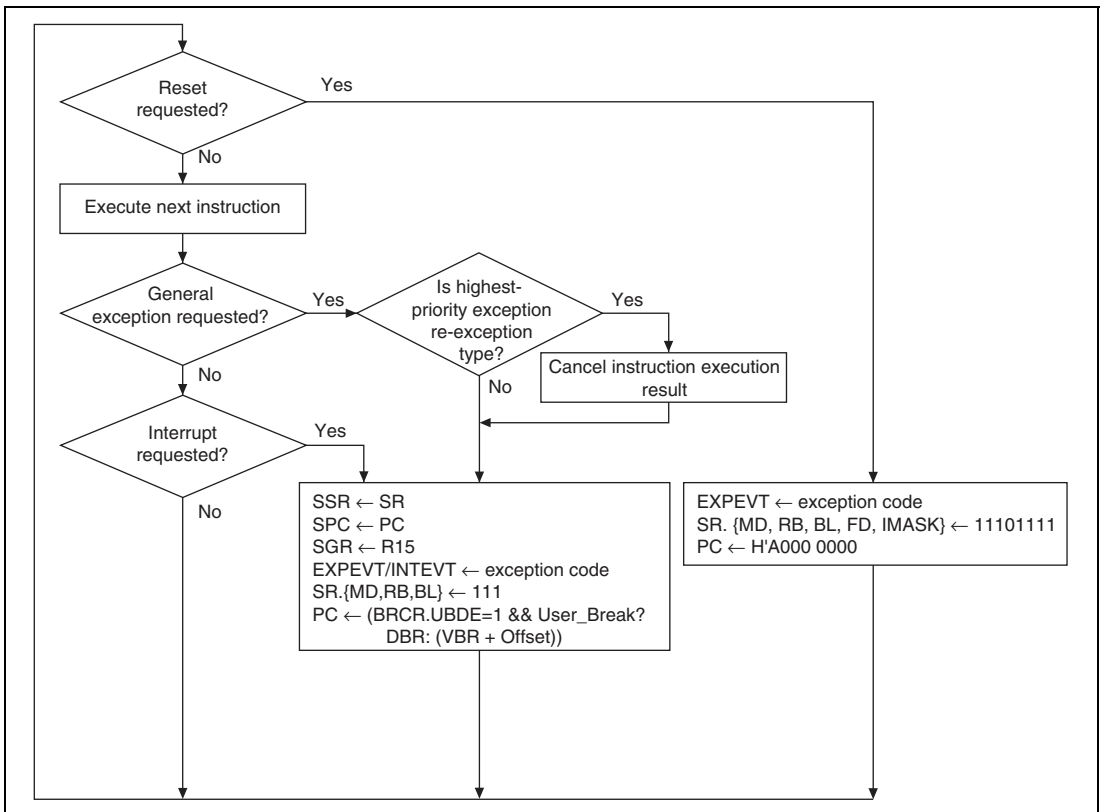 Reset
requested?
Yes
No
Execute next instruction
General
exception requested?
Yes
Is highest-
priority exception
re-exception
type?
Yes
Cancel instruction execution
result
No
No
Interrupt
requested?
Yes
No
SSR ← SR
SPC ← PC
SGR ← R15
EXPEVT/INTEVT ← exception code
SR.{MD,RB,BL} ← 111
PC ← (BRCR.UBDE=1 && User_Break?
DBR: (VBR + Offset))
EXPEVT ← exception code
SR. {MD, RB, BL, FD, IMASK} ← 11101111
PC ← H'A000 0000